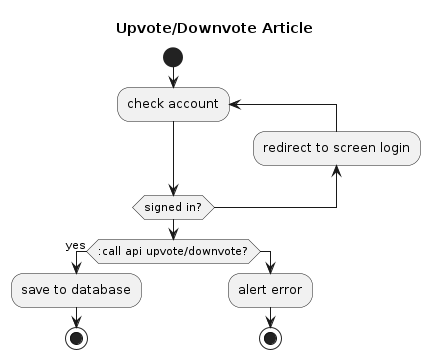 Upvote/Downvote Article
check account
redirect to screen login
signed in?
yes
:call api upvote/downvote?
save to database
alert error